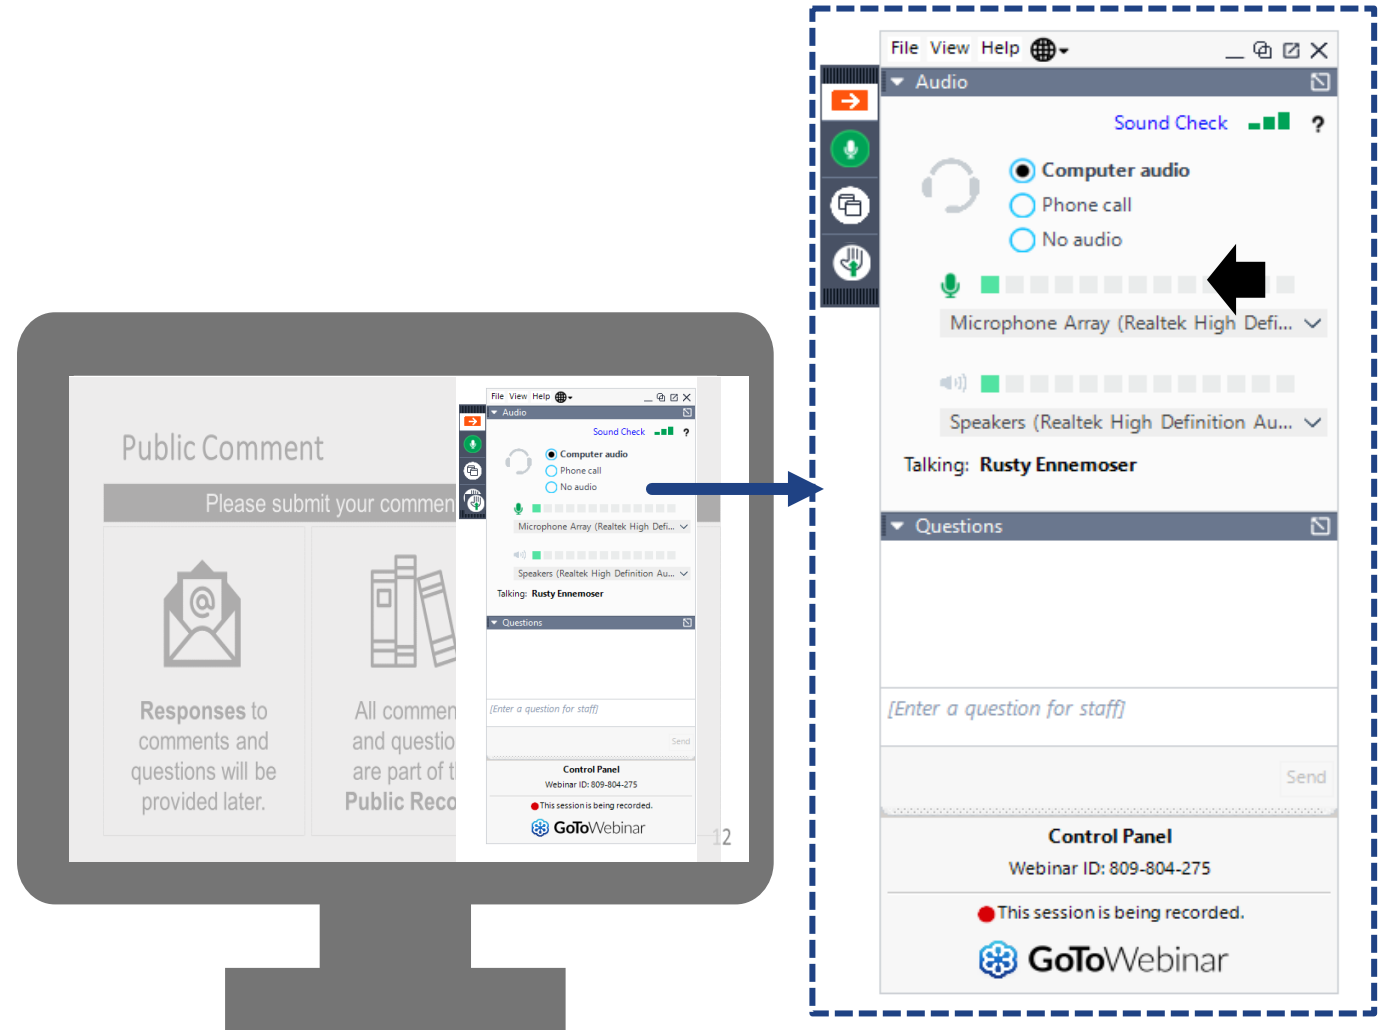 Public Comment
Please submit your commen
Responses to
comments and
questions will be
provided later.
All commen
and questio
are part of t
Public Reco
12
File View Help
Audio
Sound Check ?
Computer audio
Phone call
No audio
Microphone Array (Realtek High Defi...
Speakers (Realtek High Definition Au...
Talking: Rusty Ennemoser
Questions
[Enter a question for staff]
Send
Control Panel
Webinar ID: 809-804-275
This session is being recorded.
GoToWebinar
File View Help
Audio
Sound Check ?
Computer audio
Phone call
No audio
Microphone Array (Realtek High Defi...
Speakers (Realtek High Definition Au...
Talking: Rusty Ennemoser
Questions
[Enter a question for staff]
Send
Control Panel
Webinar ID: 809-804-275
This session is being recorded.
GoToWebinar